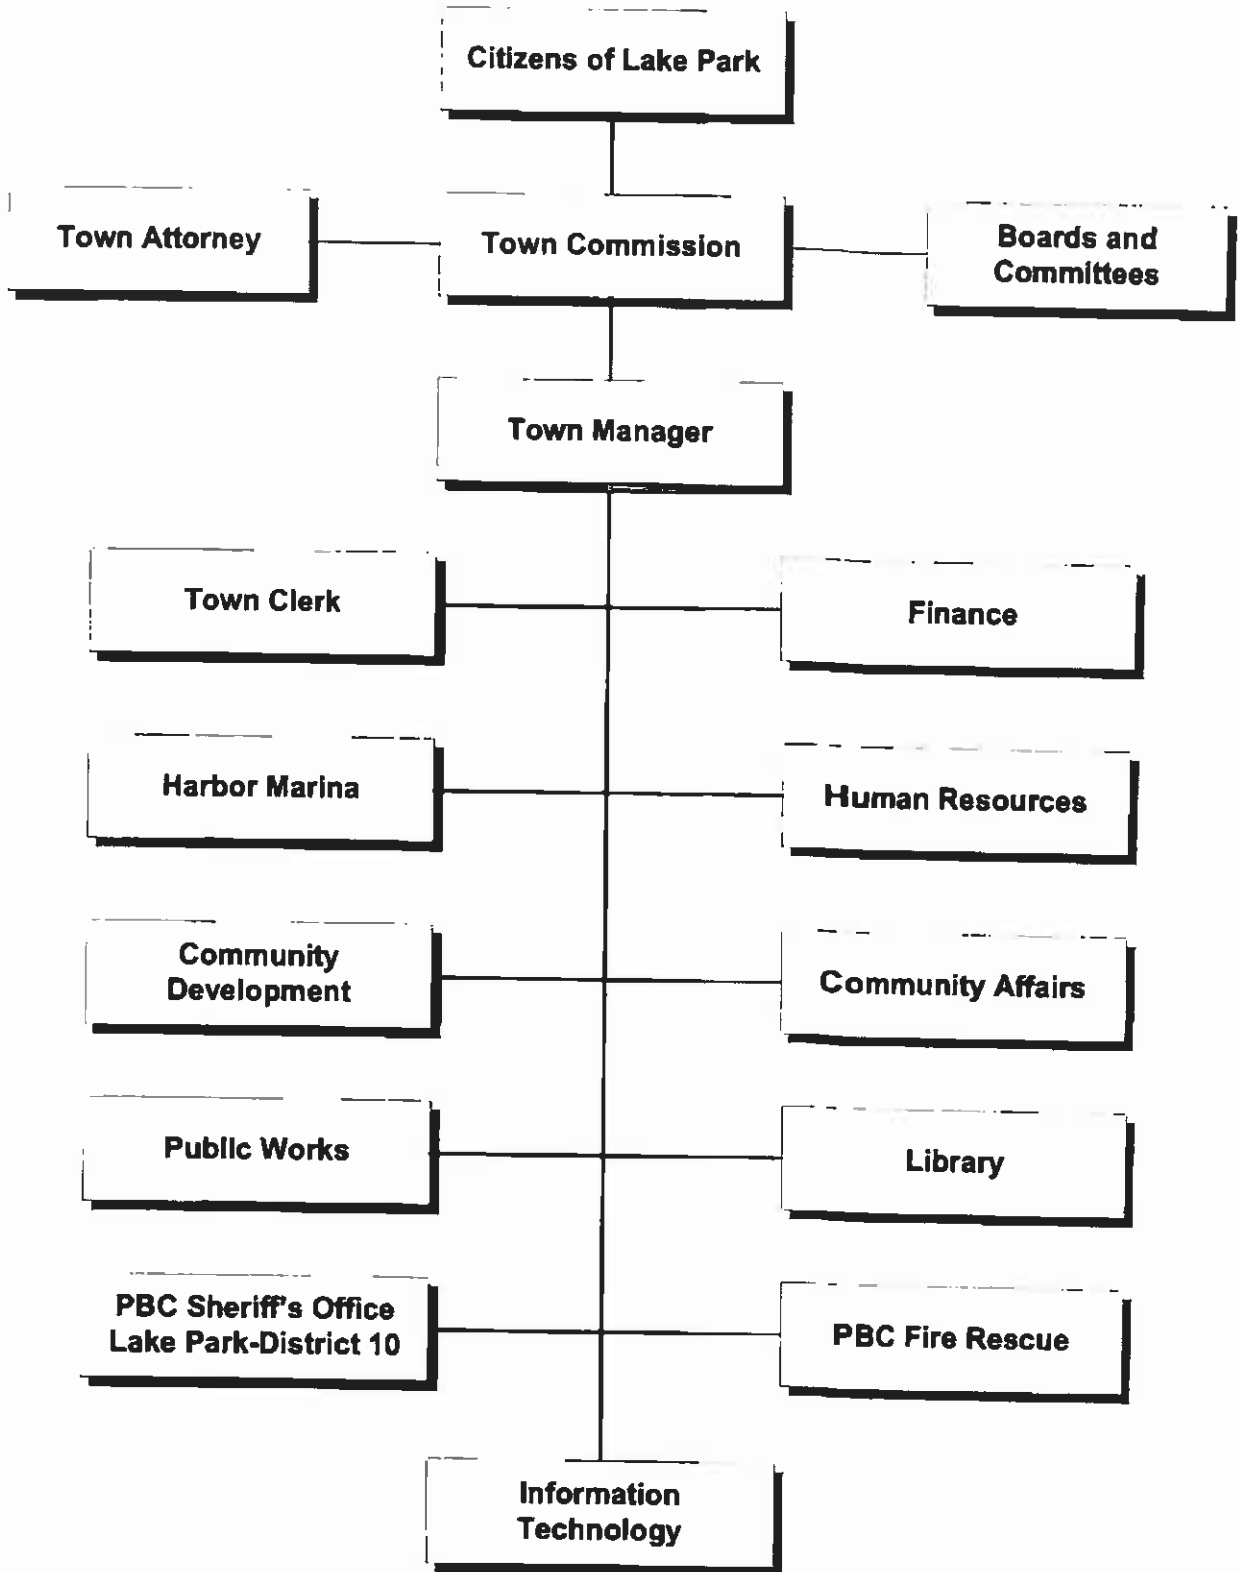 Citizens of Lake Park
Town Attorney
Town Commission
Boards and
Committees
Town Manager
Town Clerk
Finance
Harbor Marina
Human Resources
Community
Development
Community Affairs
Public Works
Library
PBC Sheriff's Office
Lake Park-District 10
PBC Fire Rescue
Information
Technology